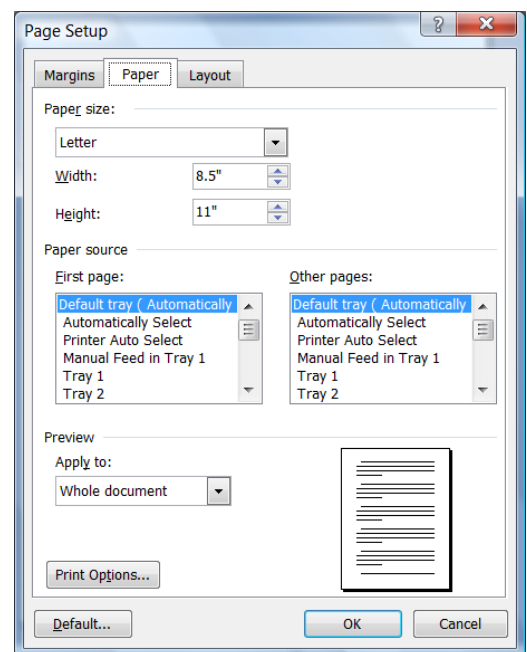 Page Setup
Margins Paper Layout
Paper size:
Letter
Width: 8.5"
Height: 11"
Paper source
First page: Other pages:
Default tray ( Automatically Default tray ( Automatically
Automatically Select Automatically Select
Printer Auto Select Printer Auto Select
Manual Feed in Tray 1 Manual Feed in Tray 1
Tray 1 Tray 1
Tray 2 Tray 2
Preview
Apply to:
Whole document
Print Options...
Default... OK Cancel